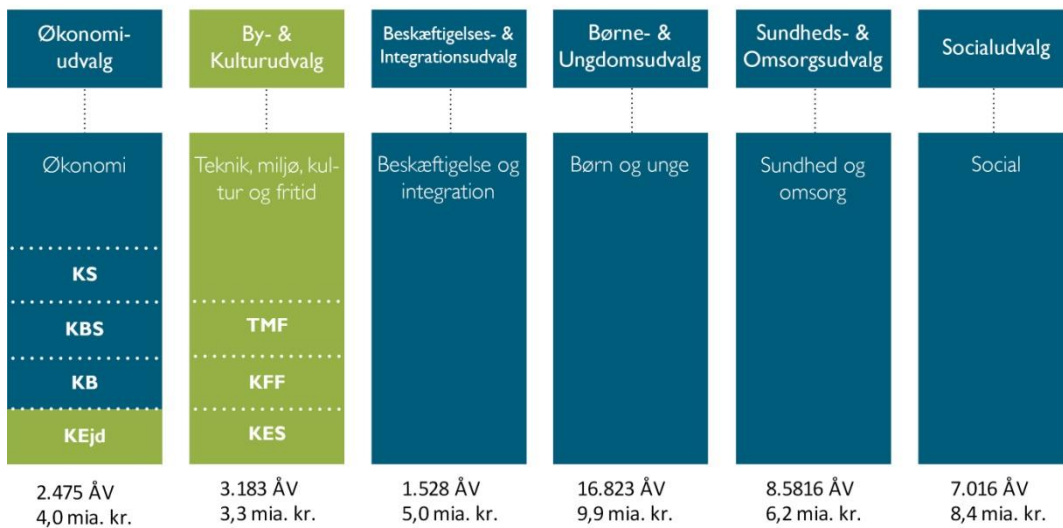 Økonomi-
udvalg
By- &
Kulturudvalg
Beskæftigelses- &
Integrationsudvalg
Børne- &
Ungdomsudvalg
Sundheds- &
Omsorgsudvalg
Socialudvalg
Økonomi
KS
KBS
KB
KEjd
Teknik, miljø, kul-
tur og fritid
TMF
KFF
KES
Beskæftigelse og
integration
Børn og unge
Sundhed og
omsorg
Social
2.475 ÅV
4,0 mia. kr.
3.183 ÅV
3,3 mia. kr.
1.528 ÅV
5,0 mia. kr.
16.823 ÅV
9,9 mia. kr.
8.5816 ÅV
6,2 mia. kr.
7.016 ÅV
8,4 mia. kr.